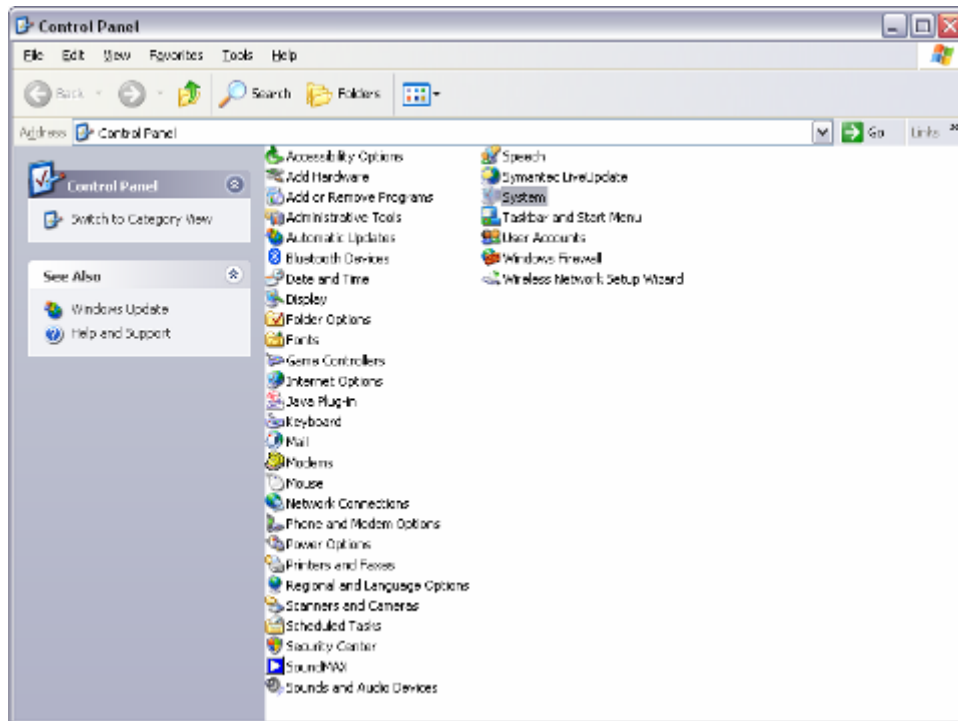 Control Panel
File Edit View Favorites Tools Help
Back Search Folders
Address Control Panel Go Links »
Control Panel
Switch to Category View
See Also
Windows Update
Help and Support
Accessibility Options
Add Hardware
Add or Remove Programs
Administrative Tools
Automatic Updates
Bluetooth Devices
Date and Time
Display
Folder Options
Fonts
Game Controllers
Internet Options
Java Plug-in
Keyboard
Mail
Modems
Mouse
Network Connections
Phone and Modem Options
Power Options
Printers and Faxes
Regional and Language Options
Scanners and Cameras
Scheduled Tasks
Security Center
SoundMAX
Sounds and Audio Devices
Speech
Symantec LiveUpdate
System
Taskbar and Start Menu
User Accounts
Windows Firewall
Wireless Network Setup Wizard